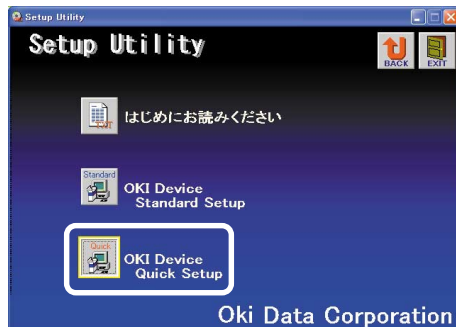 Setup Utility
Setup Utility
BACK
EXIT
TXT
はじめにお読みください
Standard
OKI Device
Standard Setup
Quick
OKI Device
Quick Setup
Oki Data Corporation